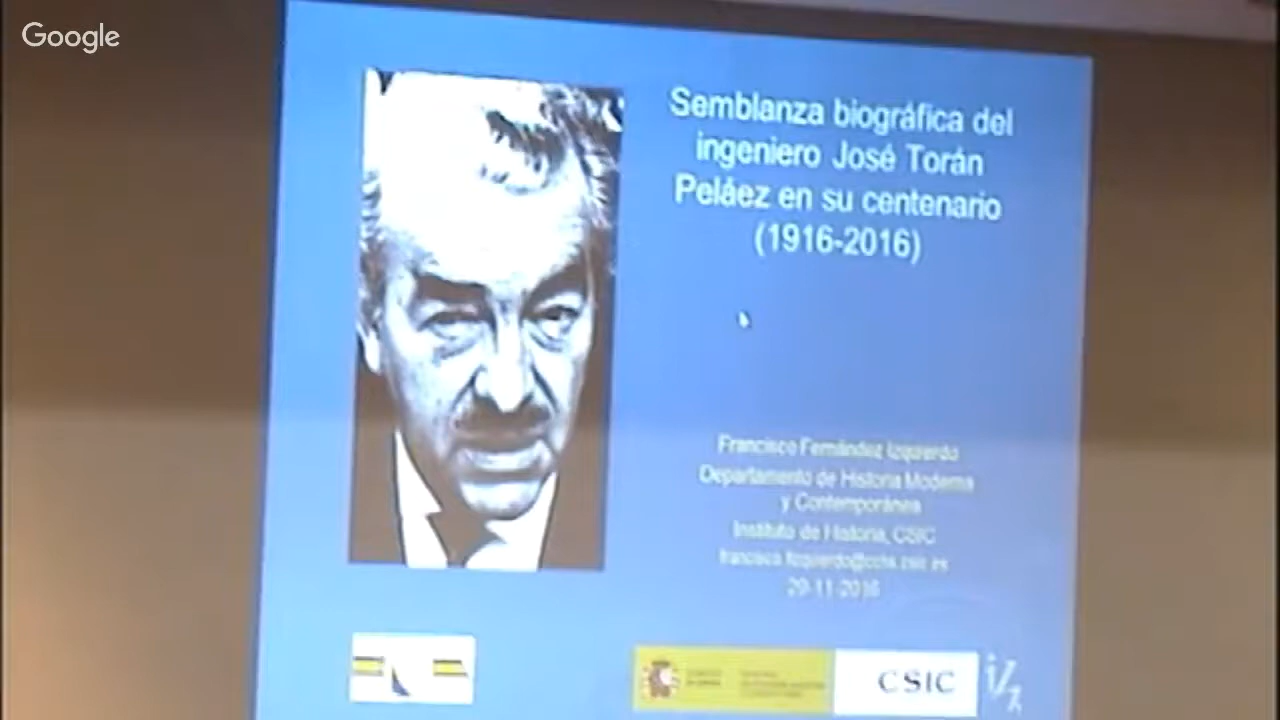 Google
Semblanza biográfica del
ingeniero José Torán
Peláez en su centenario
(1916-2016)
Francisco Fernández Izquierdo
Departamento de Historia Moderna
y Contemporánea
Instituto de Historia, CSIC
29-11-2016
CSIC